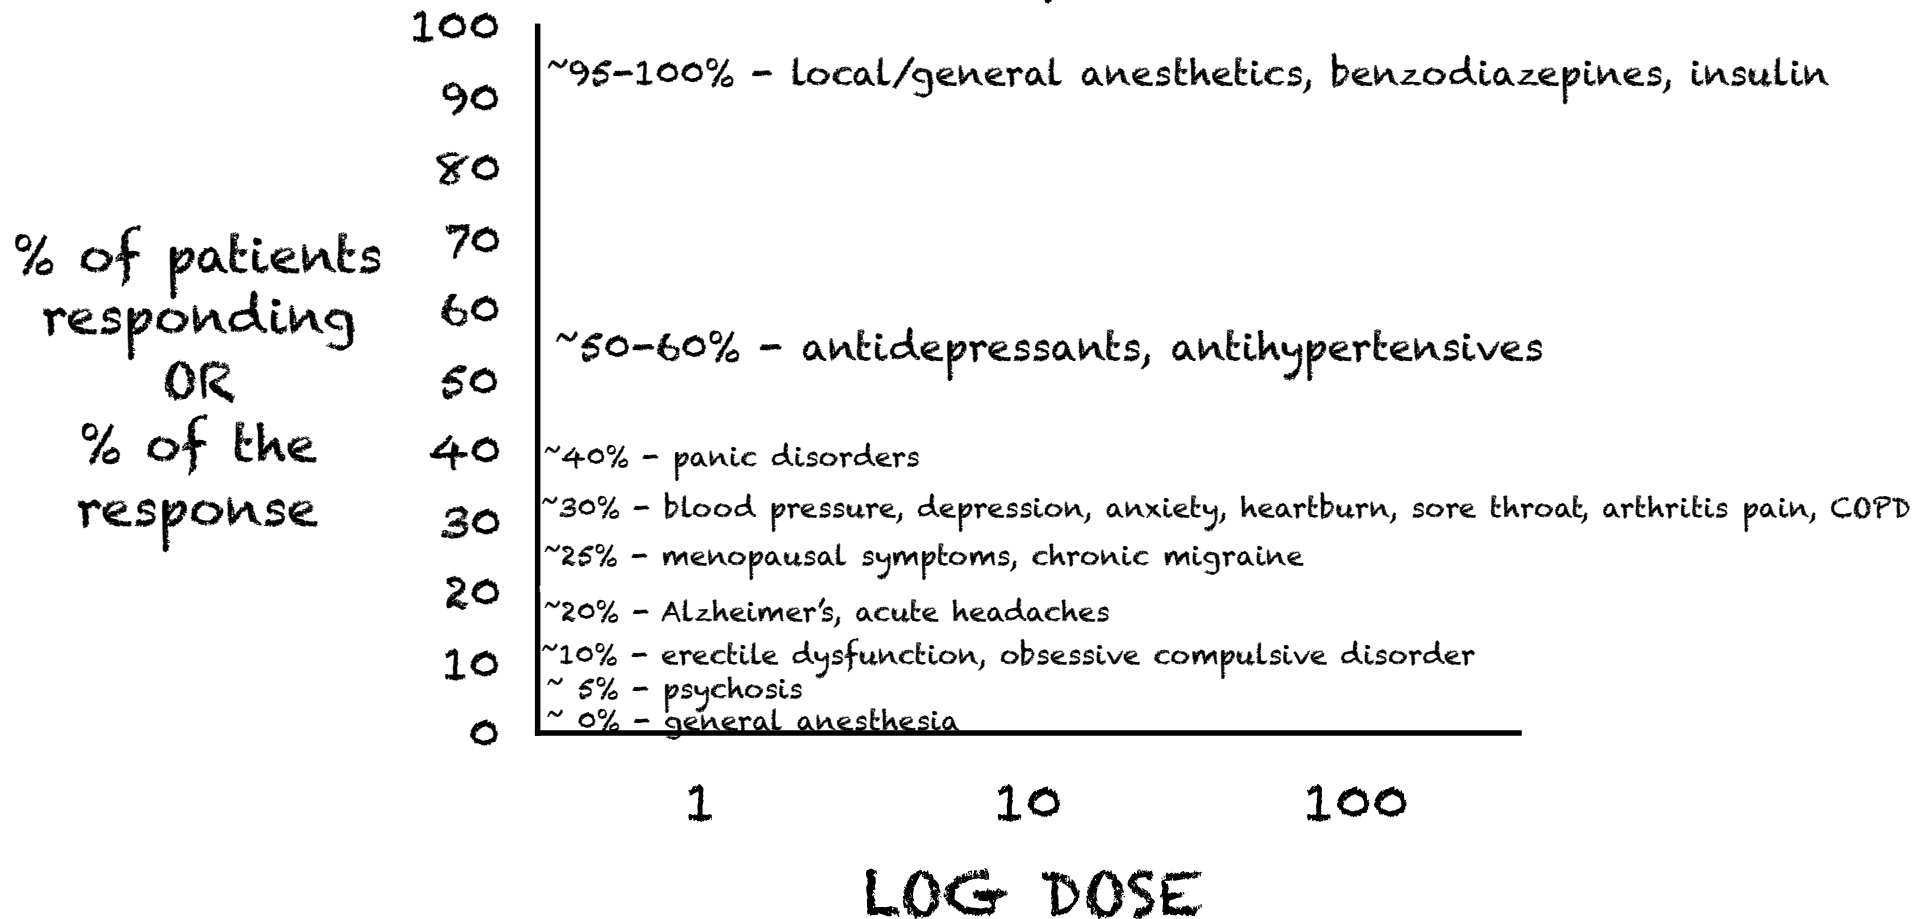 100
~95-100% - local/general anesthetics, benzodiazepines, insulin
90
80
70
% of patients
responding
OR
% of the
response
60
~50-60% - antidepressants, antihypertensives
50
40
~40% - panic disorders
30
~30% - blood pressure, depression, anxiety, heartburn, sore throat, arthritis pain, COPD
~25% - menopausal symptoms, chronic migraine
20
~20% - Alzheimer's, acute headaches
10
~10% - erectile dysfunction, obsessive compulsive disorder
~ 5% - psychosis
~ 0% - general anesthesia
0
1 10 100
LOG DOSE